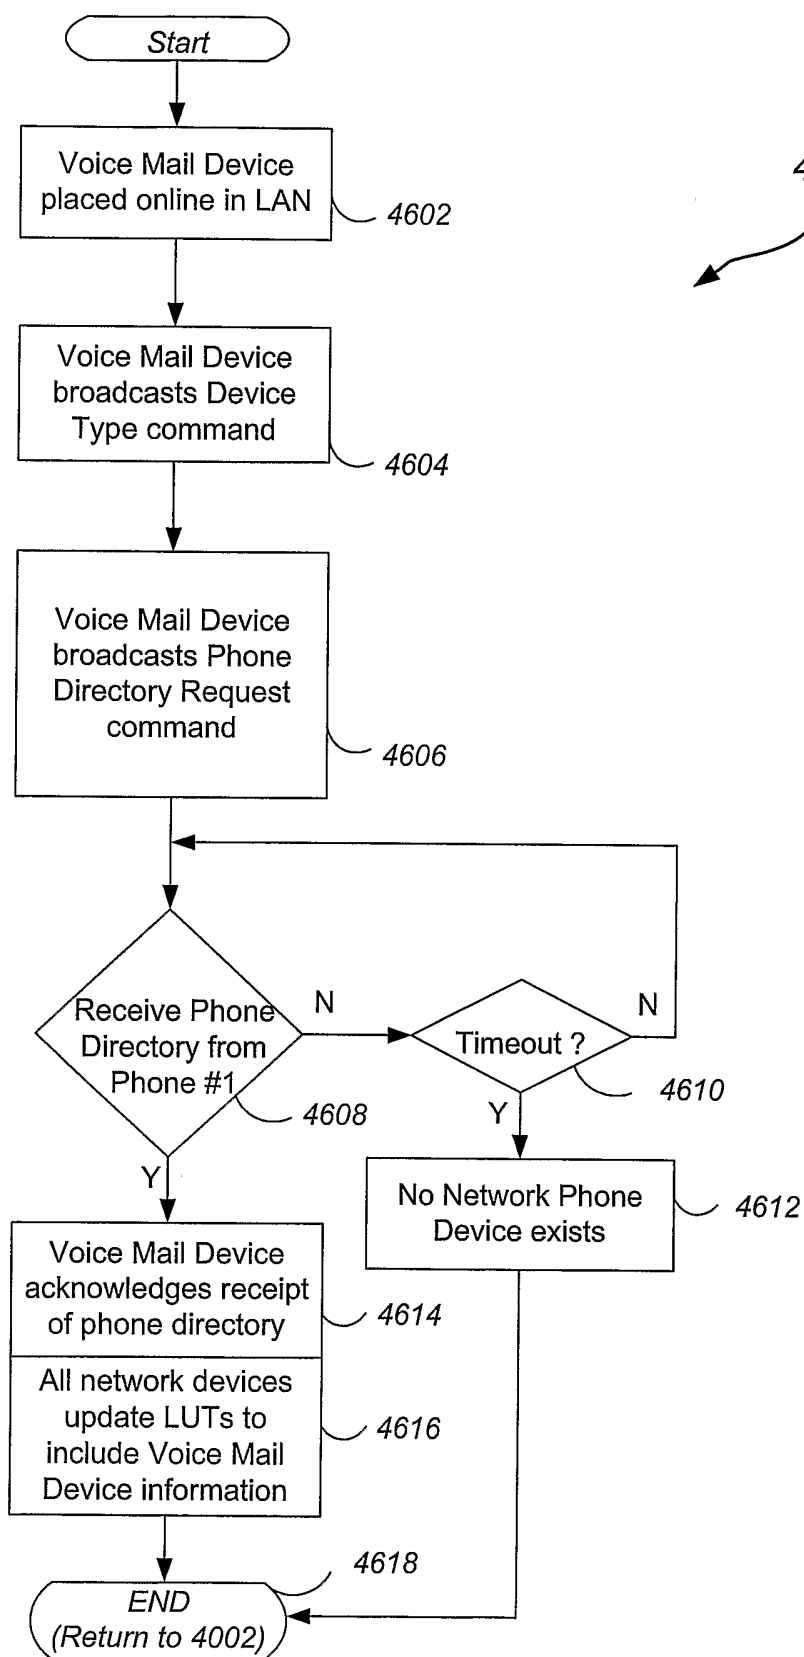 Start
Voice Mail Device
placed online in LAN
4602
4
Voice Mail Device
broadcasts Device
Type command
4604
Voice Mail Device
broadcasts Phone
Directory Request
command
4606
Receive Phone
Directory from
Phone #1
4608
N
Timeout ?
N
4610
Y
Y
No Network Phone
Device exists
4612
Voice Mail Device
acknowledges receipt
of phone directory
4614
All network devices
update LUTs to
include Voice Mail
Device information
4616
4618
END
(Return to 4002)